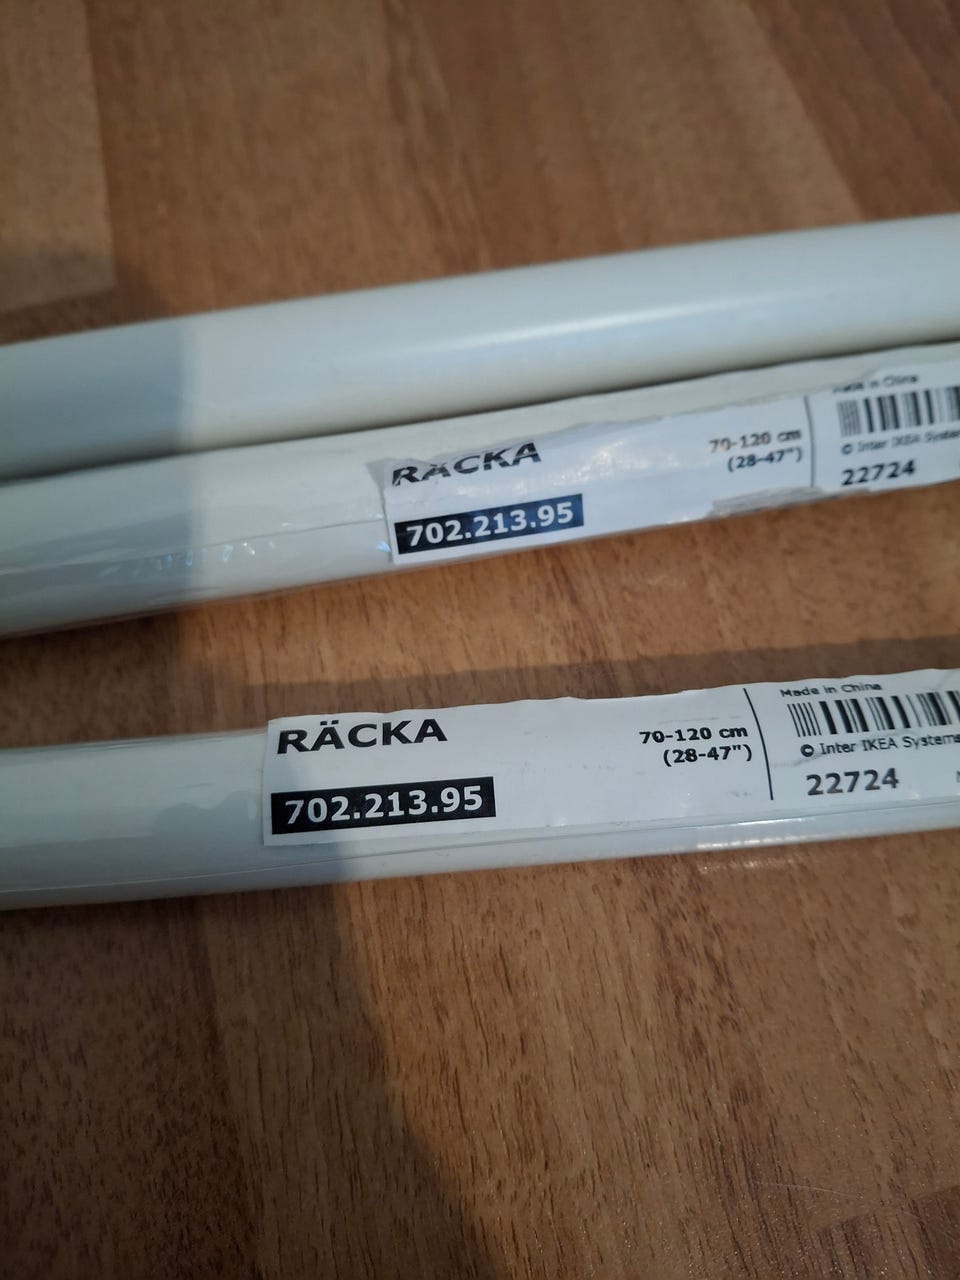 Made in China
RÄCKA
70-120 cm
(28-47")
© Inter IKEA Systems
702.213.95
22724
Made in China
RÄCKA
70-120 cm
(28-47")
© Inter IKEA Systems
702.213.95
22724